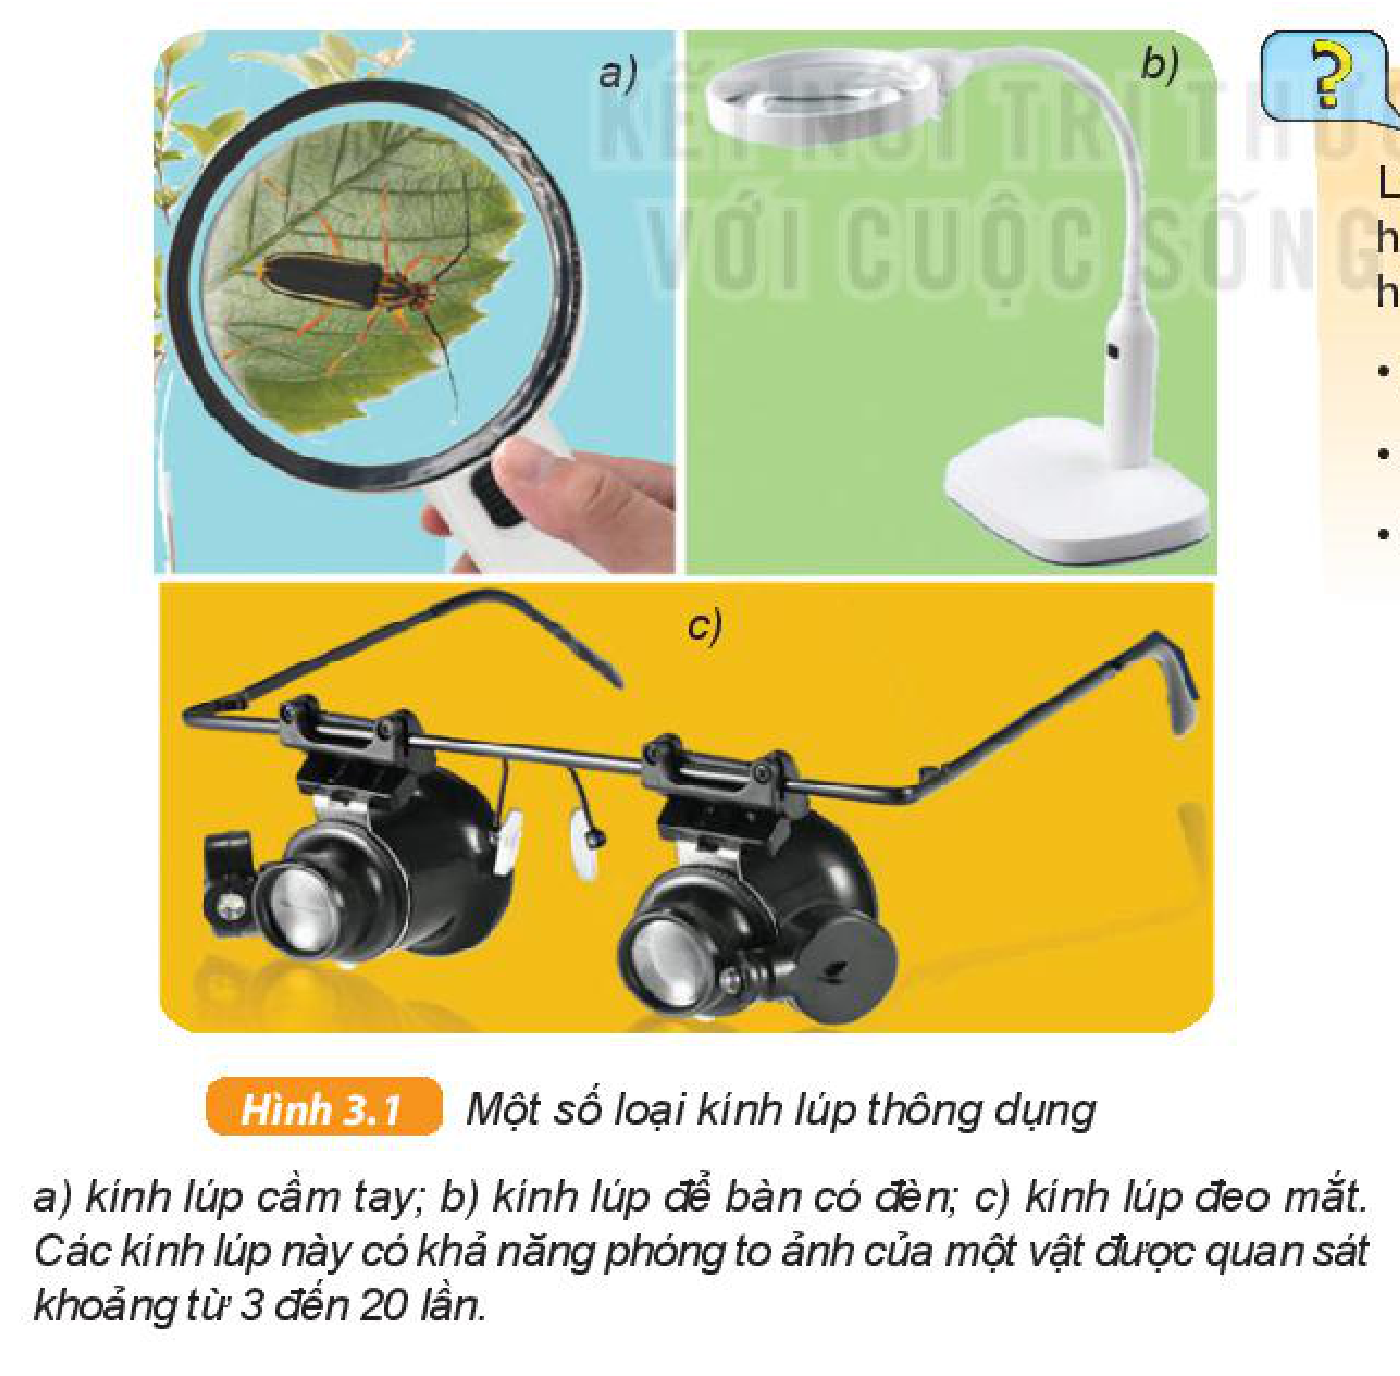 a)
b)
?
KẾT NỐI TRI THỨ
VỚI CUỘC SỐNG
L
h
h
•
•
•
c)
Hình 3.1 Một số loại kính lúp thông dụng
a) kính lúp cầm tay; b) kính lúp để bàn có đèn; c) kính lúp đeo mắt.
Các kính lúp này có khả năng phóng to ảnh của một vật được quan sát
khoảng từ 3 đến 20 lần.